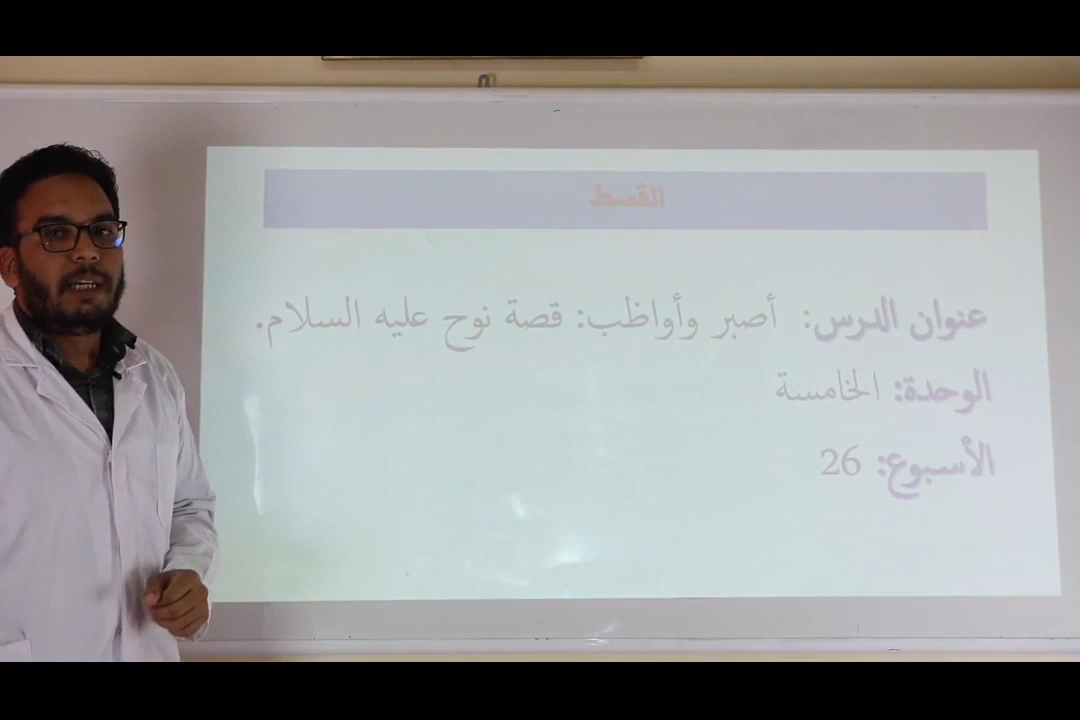 القسط
عنوان الدرس: أصبر وأواظب: قصة نوح عليه السلام.
الوحدة: الخامسة
الأسبوع: 26